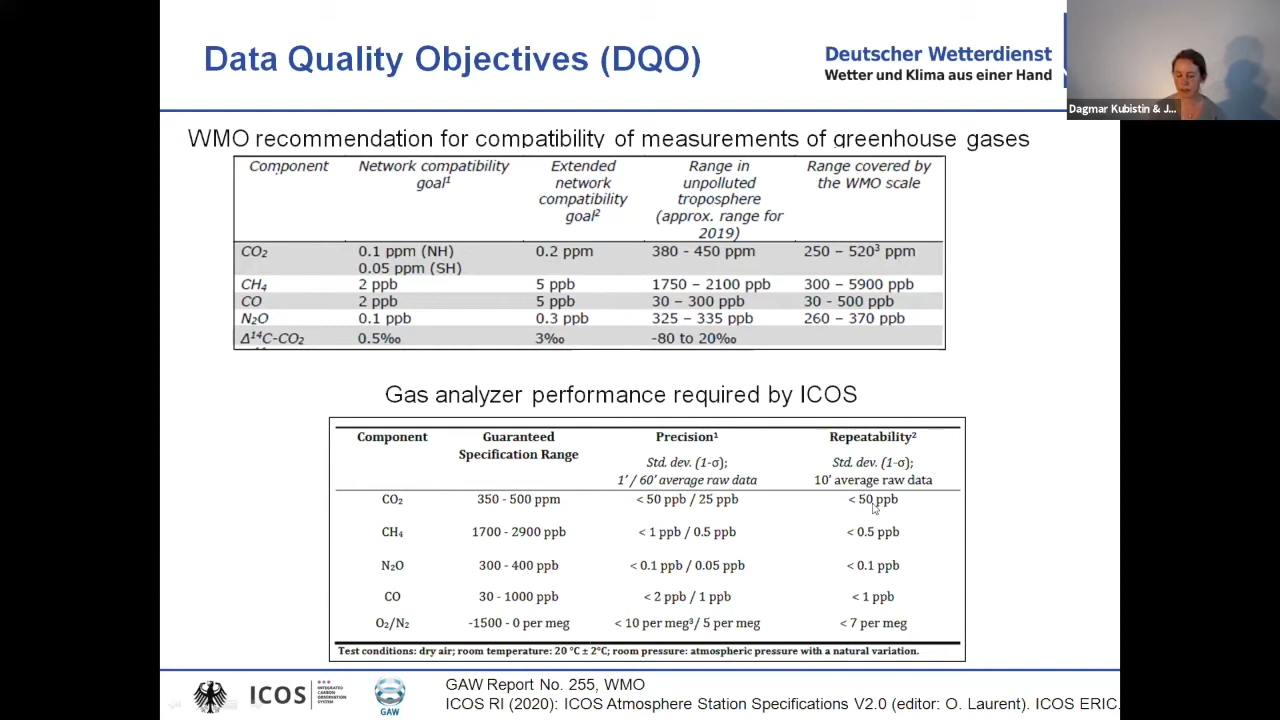 Data Quality Objectives (DQO)
Deutscher Wetterdienst
Wetter und Klima aus einer Hand
Dagmar Kubistin & J...
WMO recommendation for compatibility of measurements of greenhouse gases
Component Network compatibility goal¹ Extended network compatibility goal² Range in unpolluted troposphere (approx. range for 2019) Range covered by the WMO scale
CO₂ 0.1 ppm (NH) 0.2 ppm 380 - 450 ppm 250 – 520³ ppm
0.05 ppm (SH)
CH₄ 2 ppb 5 ppb 1750 – 2100 ppb 300 – 5900 ppb
CO 2 ppb 5 ppb 30 – 300 ppb 30 - 500 ppb
N₂O 0.1 ppb 0.3 ppb 325 – 335 ppb 260 – 370 ppb
Δ¹⁴C-CO₂ 0.5‰ 3‰ -80 to 20‰
Gas analyzer performance required by ICOS
Component Guaranteed Specification Range Precision¹ Repeatability²
Std. dev. (1-σ); Std. dev. (1-σ);
1′ / 60′ average raw data 10′ average raw data
CO₂ 350 - 500 ppm < 50 ppb / 25 ppb < 50 ppb
CH₄ 1700 - 2900 ppb < 1 ppb / 0.5 ppb < 0.5 ppb
N₂O 300 - 400 ppb < 0.1 ppb / 0.05 ppb < 0.1 ppb
CO 30 - 1000 ppb < 2 ppb / 1 ppb < 1 ppb
O₂/N₂ -1500 - 0 per meg < 10 per meg³/ 5 per meg < 7 per meg
Test conditions: dry air; room temperature: 20 °C ± 2°C; room pressure: atmospheric pressure with a natural variation.
ICOS
INTEGRATED
CARBON
OBSERVATION
SYSTEM
GAW
GAW Report No. 255, WMO
ICOS RI (2020): ICOS Atmosphere Station Specifications V2.0 (editor: O. Laurent). ICOS ERIC.